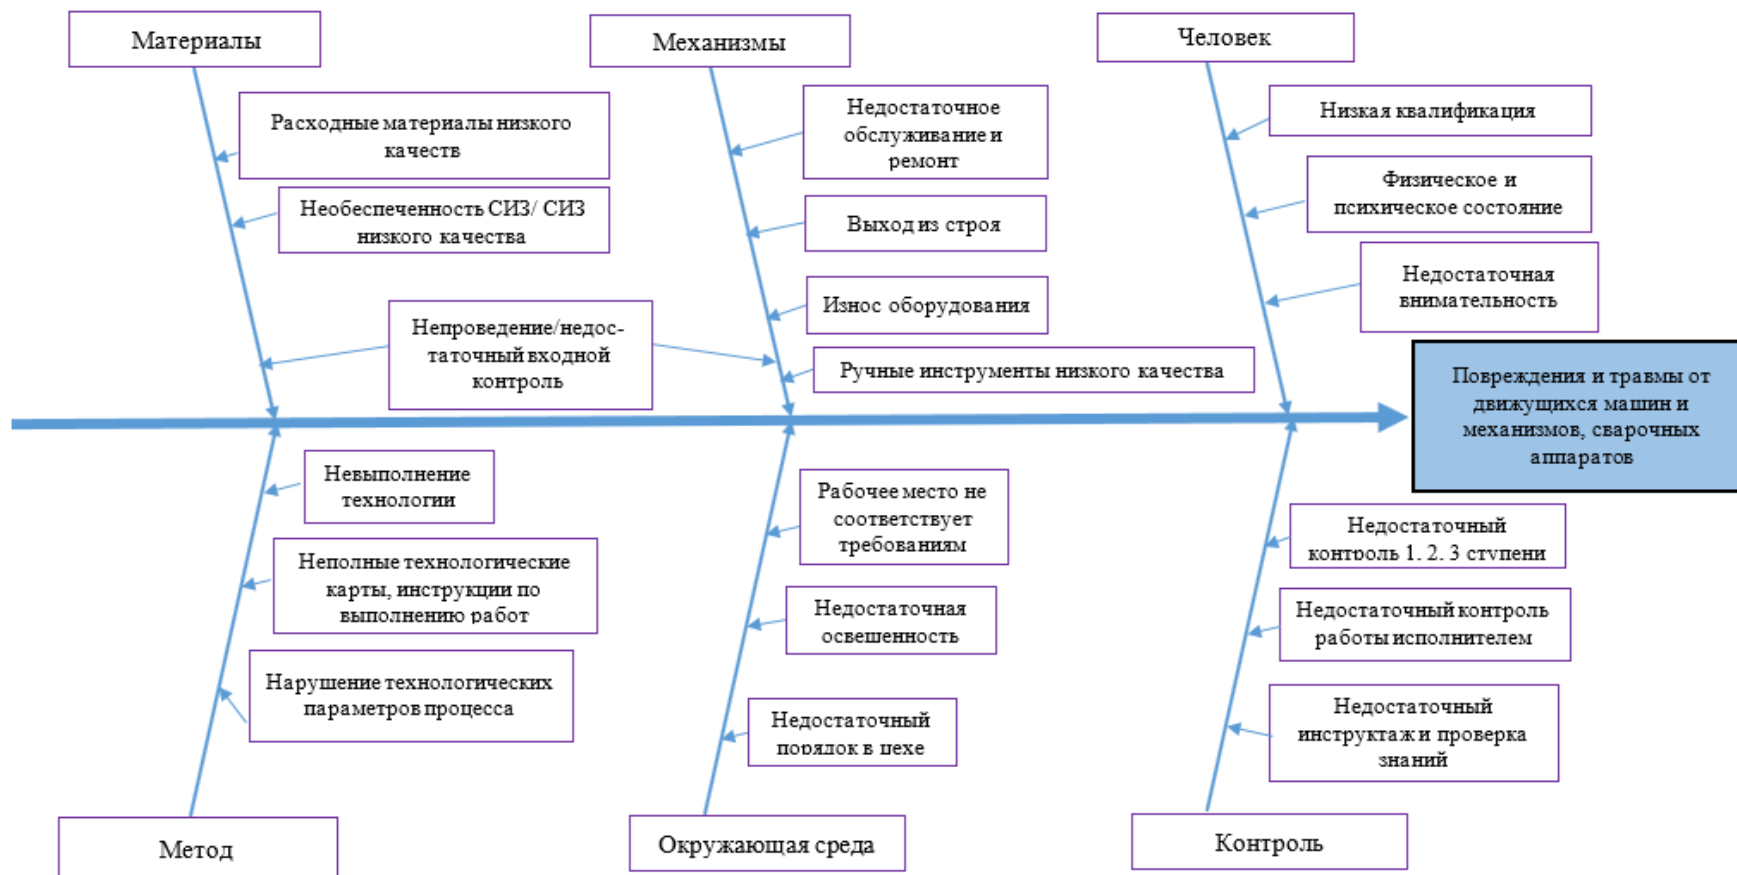 Материалы
Механизмы
Человек
Расходные материалы низкого
качеств
Необеспеченность СИЗ/ СИЗ
низкого качества
Непроведение/недос-
таточный входной
контроль
Недостаточное
обслуживание и
ремонт
Выход из строя
Износ оборудования
Ручные инструменты низкого качества
Низкая квалификация
Физическое и
психическое состояние
Недостаточная
внимательность
Повреждения и травмы от
движущихся машин и
механизмов, сварочных
аппаратов
Невыполнение
технологии
Неполные технологические
карты, инструкции по
выполнению работ
Нарушение технологических
параметров процесса
Рабочее место не
соответствует
требованиям
Недостаточная
освешенность
Недостаточный
порядок в цехе
Недостаточный
контроль 1. 2. 3 ступени
Недостаточный контроль
работы исполнителем
Недостаточный
инструктаж и проверка
знаний
Метод
Окружающая среда
Контроль